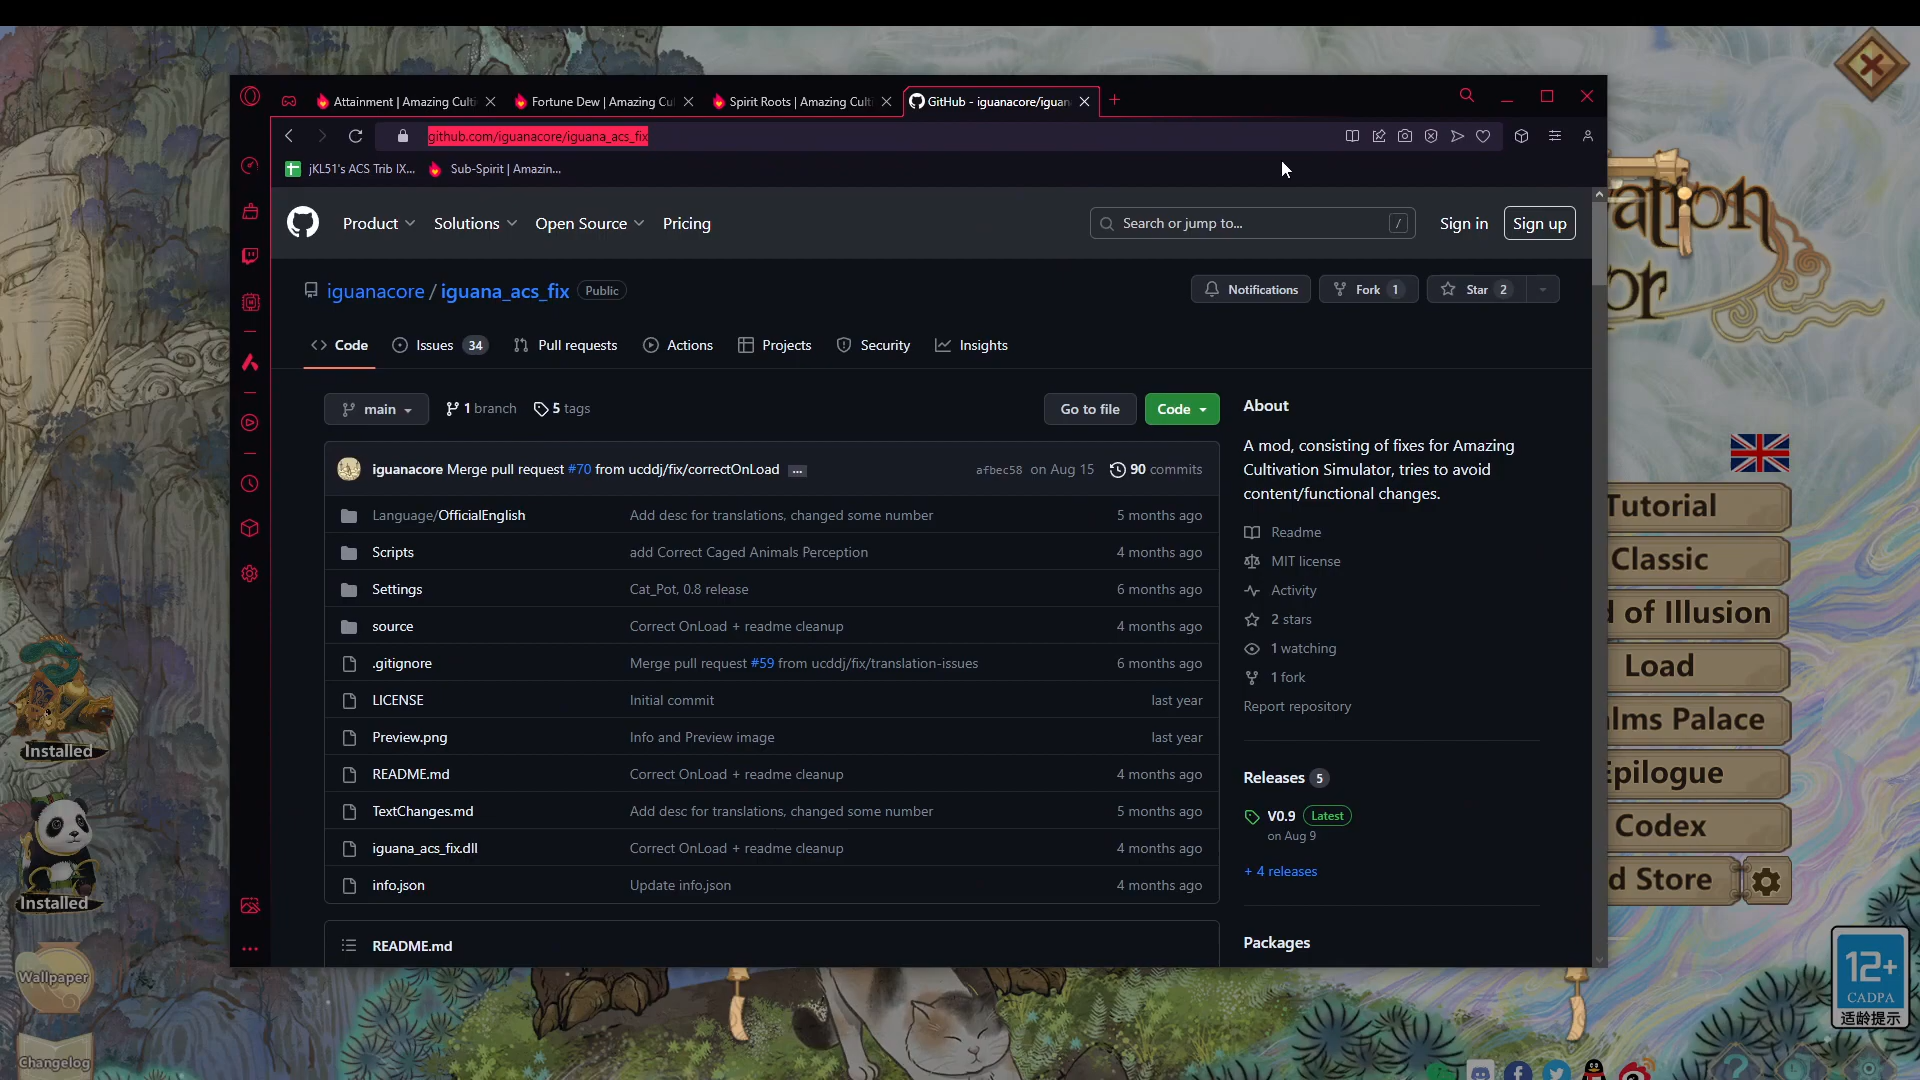 Attainment | Amazing Culti
Fortune Dew | Amazing Cul
Spirit Roots | Amazing Culti
GitHub - iguanacore/iguan
github.com/iguanacore/iguana_acs_fix
jKL51's ACS Trib IX...
Sub-Spirit | Amazin...
Product
Solutions
Open Source
Pricing
Search or jump to...
/
Sign in
Sign up
iguanacore / iguana_acs_fix
Public
Notifications
Fork 1
Star 2
Code
Issues 34
Pull requests
Actions
Projects
Security
Insights
main
1 branch
5 tags
Go to file
Code
iguanacore Merge pull request #70 from ucddj/fix/correctOnLoad ...
afbec58 on Aug 15
90 commits
Language/OfficialEnglish
Add desc for translations, changed some number
5 months ago
Scripts
add Correct Caged Animals Perception
4 months ago
Settings
Cat_Pot, 0.8 release
6 months ago
source
Correct OnLoad + readme cleanup
4 months ago
.gitignore
Merge pull request #59 from ucddj/fix/translation-issues
6 months ago
LICENSE
Initial commit
last year
Preview.png
Info and Preview image
last year
README.md
Correct OnLoad + readme cleanup
4 months ago
TextChanges.md
Add desc for translations, changed some number
5 months ago
iguana_acs_fix.dll
Correct OnLoad + readme cleanup
4 months ago
info.json
Update info.json
4 months ago
README.md
About
A mod, consisting of fixes for Amazing
Cultivation Simulator, tries to avoid
content/functional changes.
Readme
MIT license
Activity
2 stars
1 watching
1 fork
Report repository
Releases 5
V0.9 Latest
on Aug 9
+ 4 releases
Packages
ation
or
Tutorial
Classic
d of Illusion
Load
lms Palace
Epilogue
Codex
d Store
Installed
Installed
Wallpaper
Changelog
12+
CADPA
适龄提示